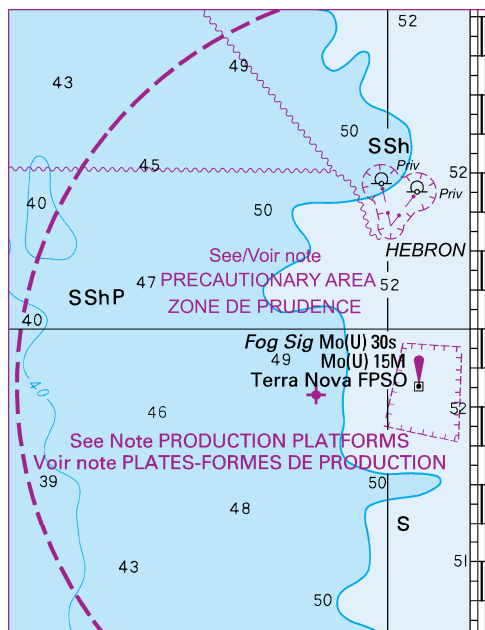 52
43
49
50
SSh
Priv
45
52
40
Priv
50
HEBRON
See/Voir note
47
PRECAUTIONARY AREA
52
SShP
ZONE DE PRUDENCE
40
Fog Sig Mo(U) 30s
49
Mo(U) 15M
Terra Nova FPSO
40
46
52
See Note PRODUCTION PLATFORMS
Voir note PLATES-FORMES DE PRODUCTION
39
50
48
S
43
51
50